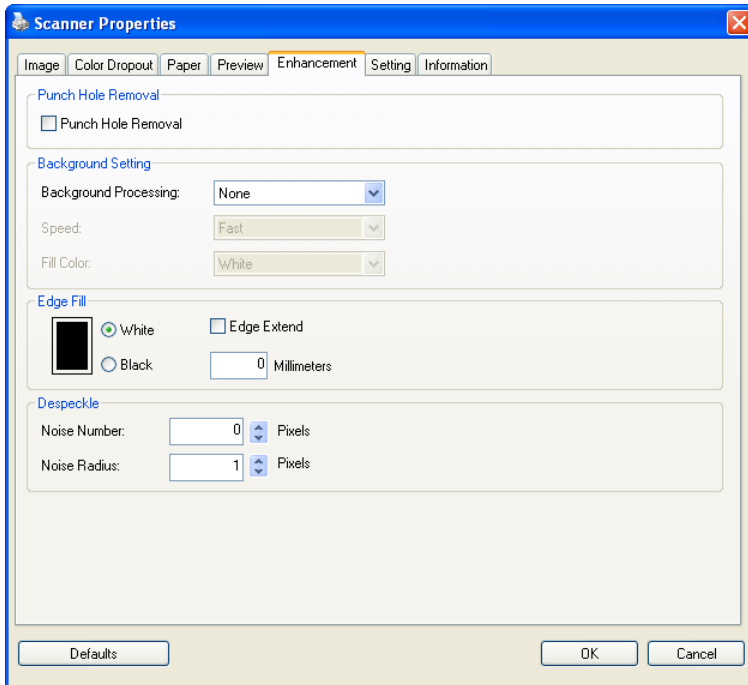 Scanner Properties
Image Color Dropout Paper Preview Enhancement Setting Information
Punch Hole Removal
Punch Hole Removal
Background Setting
Background Processing: None
Speed: Fast
Fill Color: White
Edge Fill
White Edge Extend
Black 0 Millimeters
Despeckle
Noise Number: 0 Pixels
Noise Radius: 1 Pixels
Defaults OK Cancel